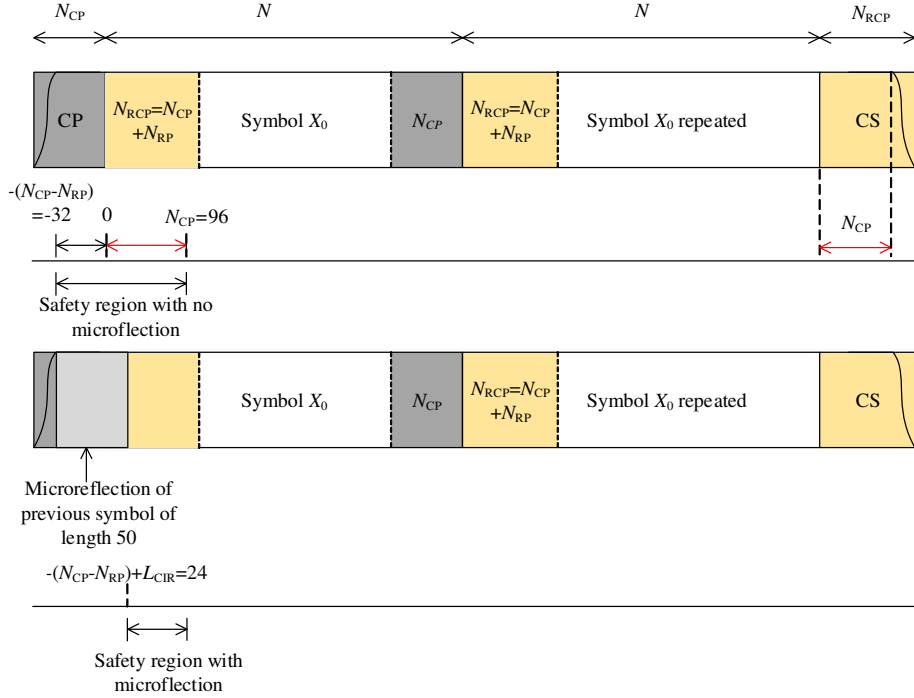 N_CP N N N_RCP
CP N_RCP=N_CP +N_RP Symbol X_0 N_CP N_RCP=N_CP +N_RP Symbol X_0 repeated CS
-(N_CP-N_RP)
=-32 0 N_CP=96 N_CP
Safety region with no
microflection
Symbol X_0 N_CP N_RCP=N_CP +N_RP Symbol X_0 repeated CS
Microreflection of
previous symbol of
length 50
-(N_CP-N_RP)+L_CIR=24
Safety region with
microflection